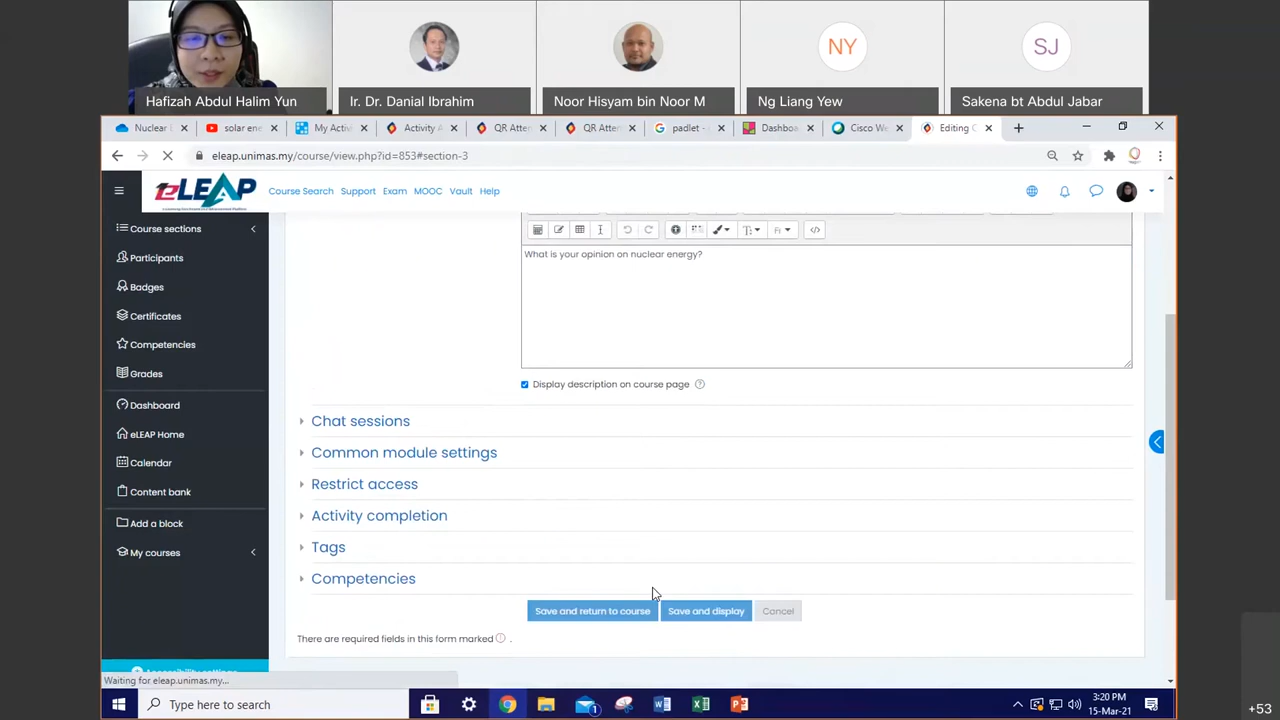 NY
SJ
Hafizah Abdul Halim Yun
Ir. Dr. Danial Ibrahim
Noor Hisyam bin Noor M
Ng Liang Yew
Sakena bt Abdul Jabar
Nuclear E
solar ene
My Activ
Activity A
QR Atten
QR Atten
padlet - G
Dashboa
Cisco We
Editing C
eleap.unimas.my/course/view.php?id=853#section-3
eLEAP
Course Search
Support
Exam
MOOC
Vault
Help
Course sections
Participants
Badges
Certificates
Competencies
Grades
Dashboard
eLEAP Home
Calendar
Content bank
Add a block
My courses
What is your opinion on nuclear energy?
Display description on course page
Chat sessions
Common module settings
Restrict access
Activity completion
Tags
Competencies
Save and return to course
Save and display
Cancel
There are required fields in this form marked .
Accessibility settings
Waiting for eleap.unimas.my...
Type here to search
1
3:20 PM
15-Mar-21
+53